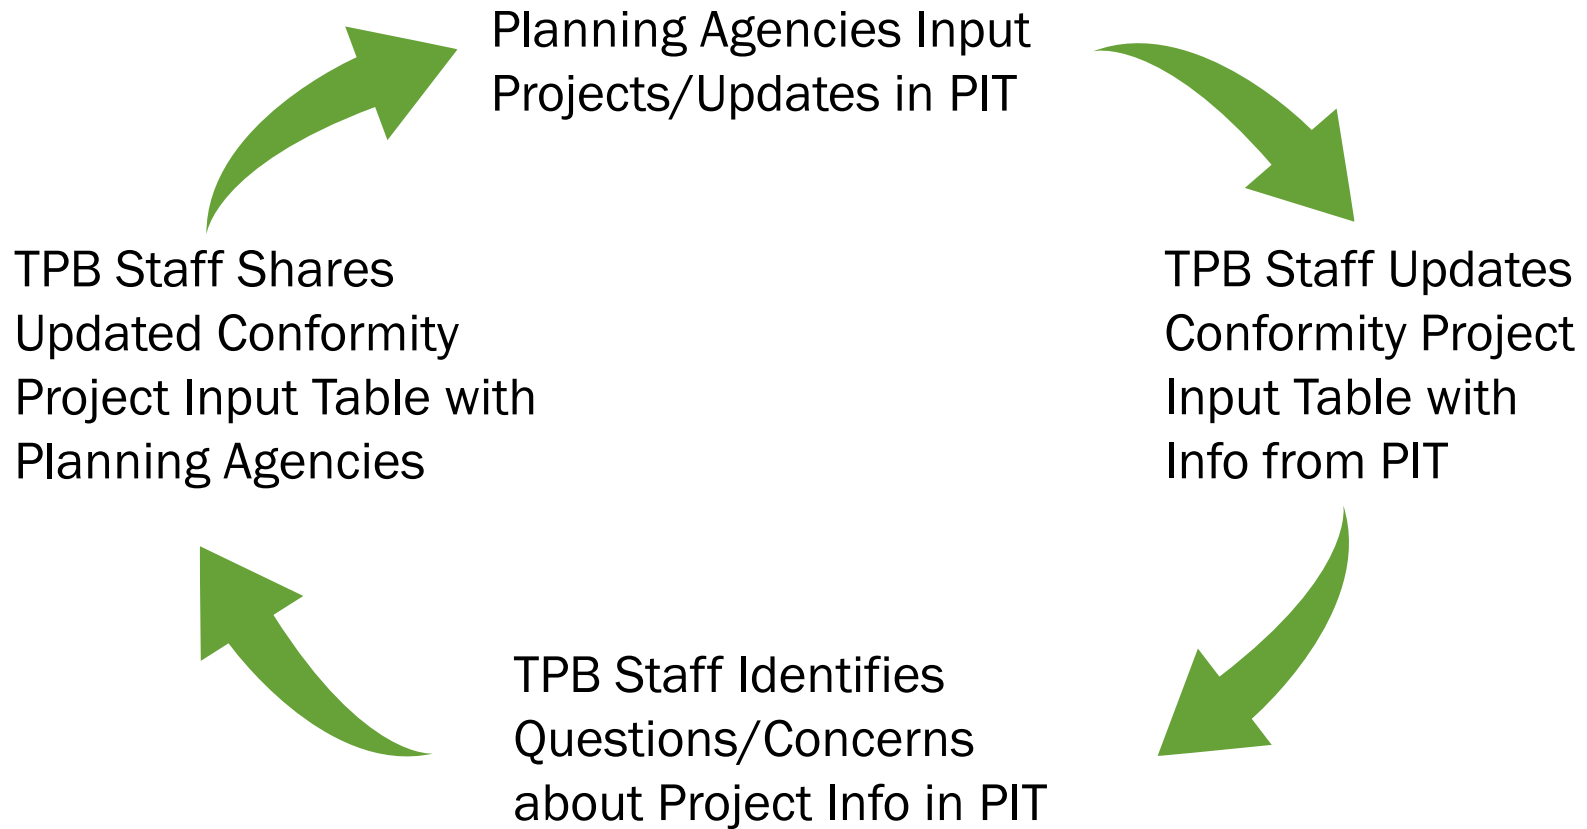 Planning Agencies Input
Projects/Updates in PIT
TPB Staff Updates
Conformity Project
Input Table with
Info from PIT
TPB Staff Identifies
Questions/Concerns
about Project Info in PIT
TPB Staff Shares
Updated Conformity
Project Input Table with
Planning Agencies